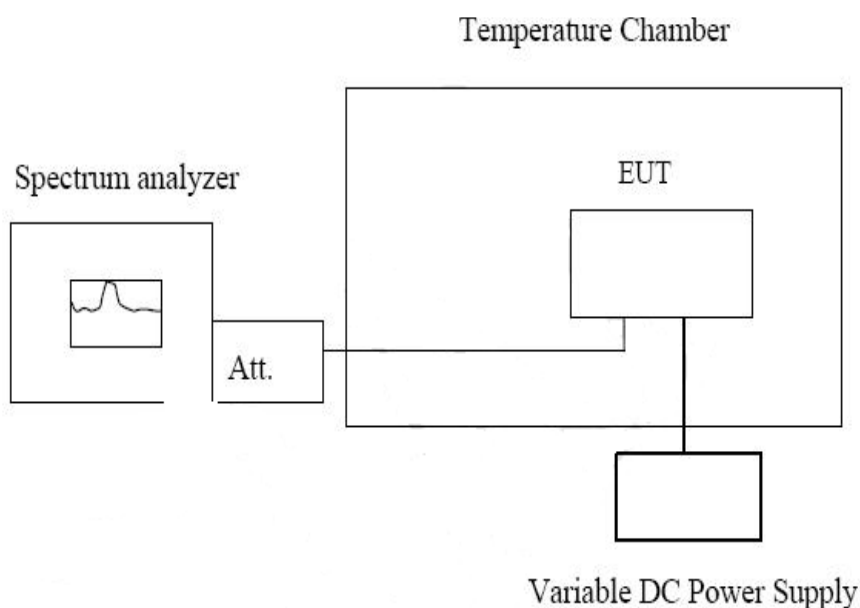 Temperature Chamber
Spectrum analyzer
EUT
Att.
Variable DC Power Supply